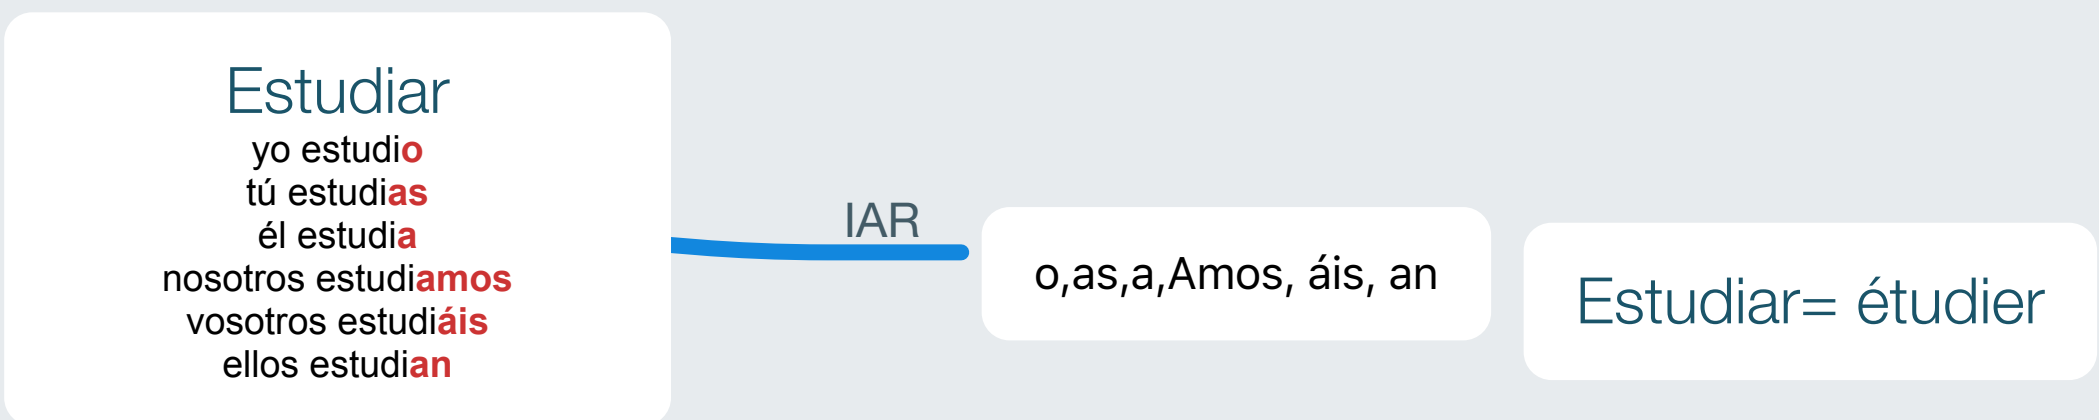 Estudiar
yo estudio
tú estudias
él estudia
nosotros estudiamos
vosotros estudiáis
ellos estudian
IAR
o,as,a,Amos, áis, an
Estudiar= étudier